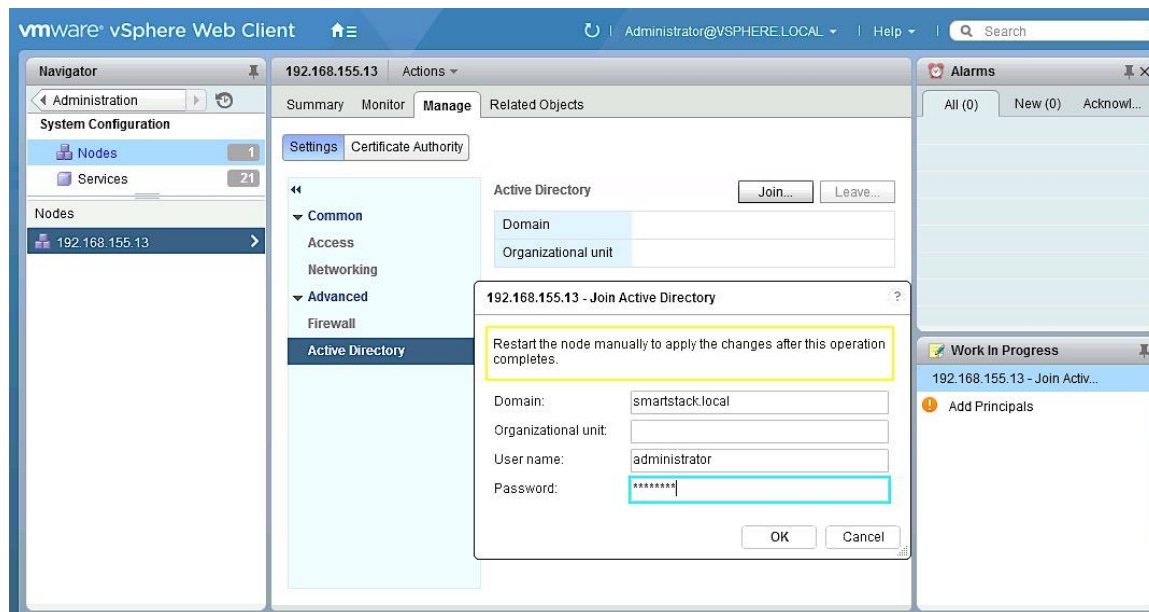 vmware® vSphere Web Client
Administrator@VSPHERE.LOCAL
Help
Search
Navigator
Administration
System Configuration
Nodes 1
Services 21
Nodes
192.168.155.13
192.168.155.13 Actions
Summary Monitor Manage Related Objects
Settings Certificate Authority
Common
Access
Networking
Advanced
Firewall
Active Directory
Active Directory Join... Leave...
Domain
Organizational unit
192.168.155.13 - Join Active Directory ?
Restart the node manually to apply the changes after this operation
completes.
Domain: smartstack.local
Organizational unit:
User name: administrator
Password: ********
OK Cancel
Alarms
All (0) New (0) Acknowl...
Work In Progress
192.168.155.13 - Join Activ...
Add Principals